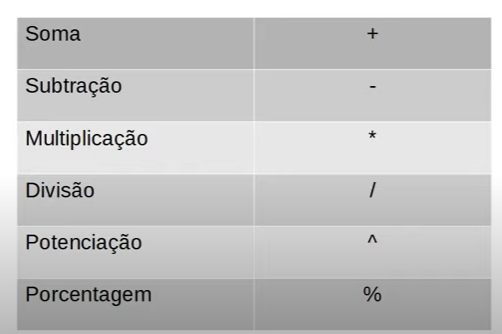 Soma +
Subtração -
Multiplicação *
Divisão /
Potenciação ^
Porcentagem %